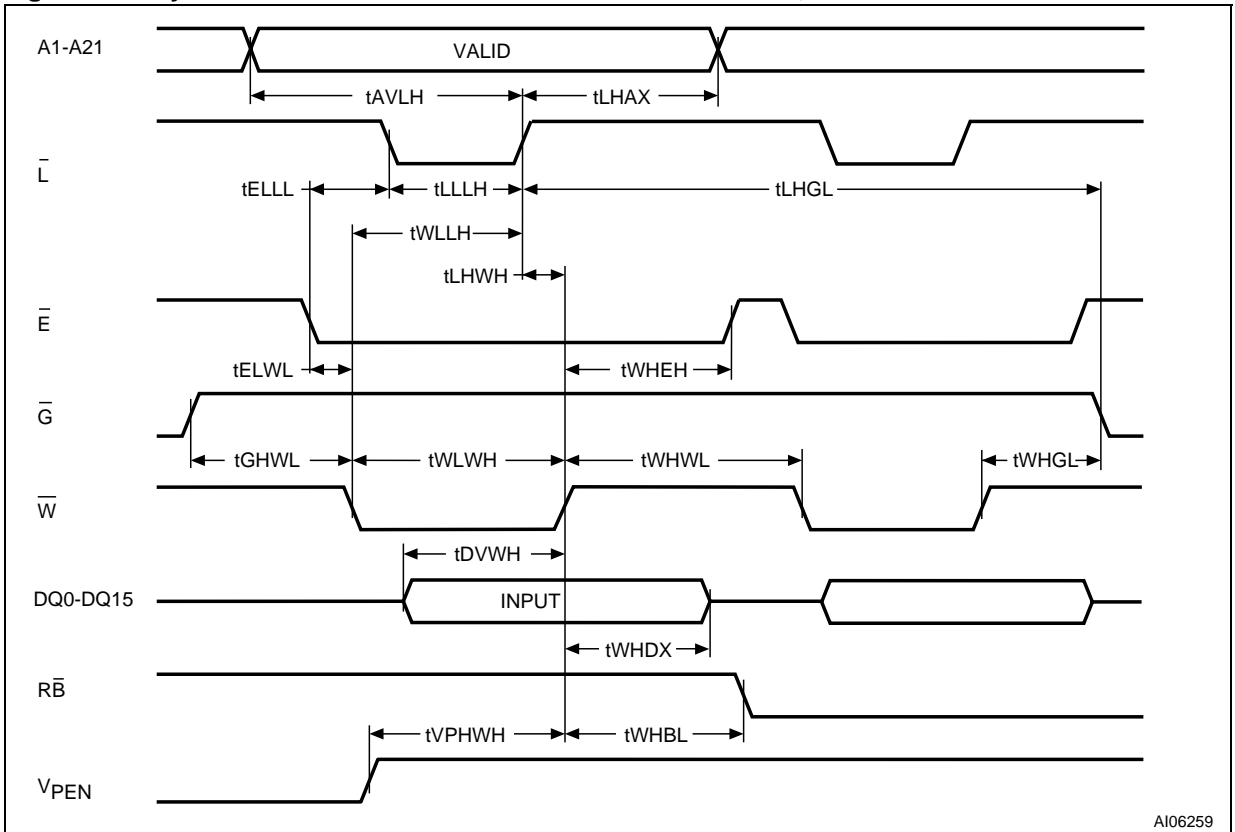 A1-A21
VALID
tAVLH
tLHAX
L̅
tELLL
tLLLH
tLHGL
tWLLH
tLHWH
E̅
tELWL
tWHEH
G̅
tGHWL
tWLWH
tWHWL
tWHGL
W̅
tDVWH
DQ0-DQ15
INPUT
tWHDX
RB̅
tVPHWH
tWHBL
VPEN
AI06259